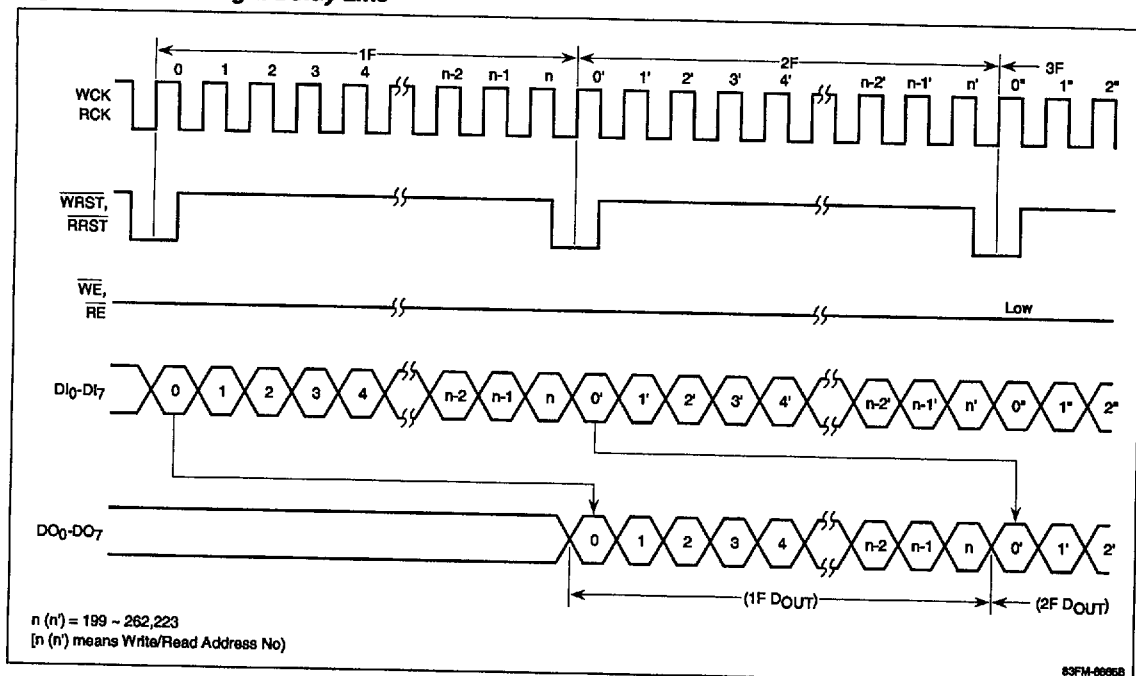 Delay Line
1F 2F 3F
0 1 2 3 4 n-2 n-1 n 0' 1' 2' 3' 4' n-2' n-1' n' 0" 1" 2"
WCK
RCK
WRST,
RRST
WE,
RE
Low
DI0-DI7 0 1 2 3 4 n-2 n-1 n 0' 1' 2' 3' 4' n-2' n-1' n' 0" 1" 2"
DO0-DO7 0 1 2 3 4 n-2 n-1 n 0' 1' 2'
(1F DOUT) (2F DOUT)
n (n') = 199 ~ 262,223
[n (n') means Write/Read Address No)